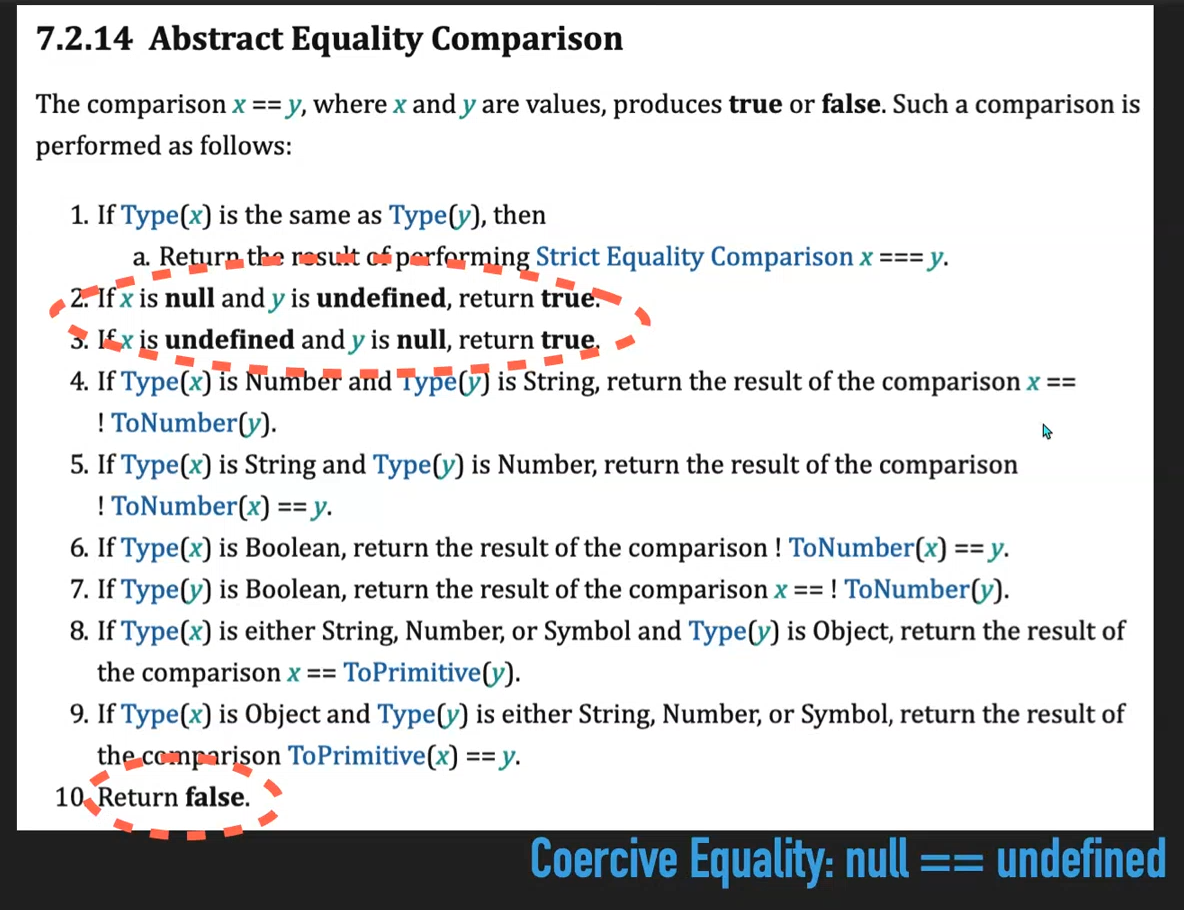 7.2.14 Abstract Equality Comparison
The comparison x == y, where x and y are values, produces true or false. Such a comparison is
performed as follows:
1. If Type(x) is the same as Type(y), then
a. Return the result of performing Strict Equality Comparison x === y.
2. If x is null and y is undefined, return true.
3. If x is undefined and y is null, return true.
4. If Type(x) is Number and Type(y) is String, return the result of the comparison x ==
! ToNumber(y).
5. If Type(x) is String and Type(y) is Number, return the result of the comparison
! ToNumber(x) == y.
6. If Type(x) is Boolean, return the result of the comparison ! ToNumber(x) == y.
7. If Type(y) is Boolean, return the result of the comparison x == ! ToNumber(y).
8. If Type(x) is either String, Number, or Symbol and Type(y) is Object, return the result of
the comparison x == ToPrimitive(y).
9. If Type(x) is Object and Type(y) is either String, Number, or Symbol, return the result of
the comparison ToPrimitive(x) == y.
10. Return false.
Coercive Equality: null == undefined